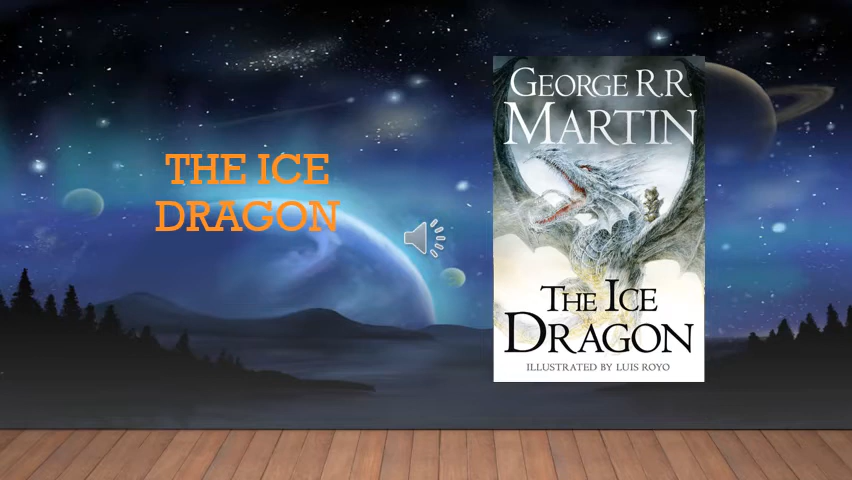 THE ICE
DRAGON
GEORGE R.R.
MARTIN
THE ICE
DRAGON
ILLUSTRATED BY LUIS ROYO